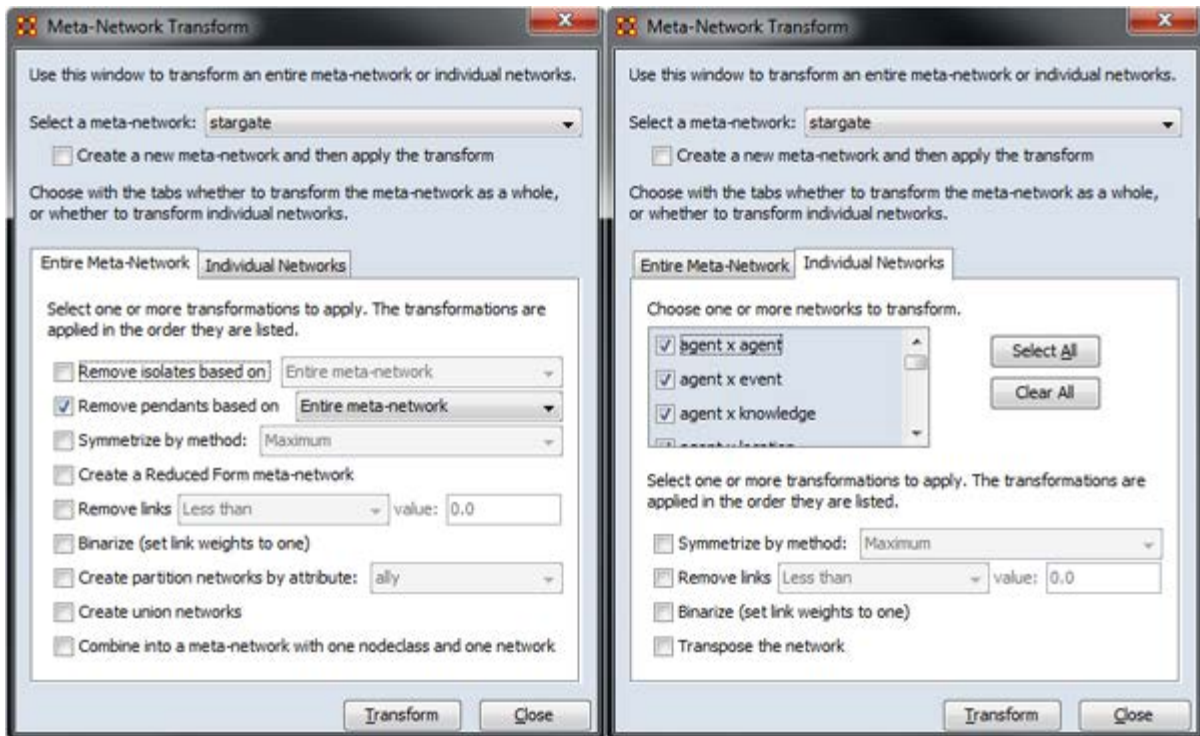 Meta-Network Transform
Use this window to transform an entire meta-network or individual networks.
Select a meta-network: stargate
Create a new meta-network and then apply the transform
Choose with the tabs whether to transform the meta-network as a whole,
or whether to transform individual networks.
Entire Meta-Network Individual Networks
Select one or more transformations to apply. The transformations are
applied in the order they are listed.
Remove isolates based on Entire meta-network
Remove pendants based on Entire meta-network
Symmetrize by method: Maximum
Create a Reduced Form meta-network
Remove links Less than value: 0.0
Binarize (set link weights to one)
Create partition networks by attribute: ally
Create union networks
Combine into a meta-network with one nodeclass and one network
Transform Close
Meta-Network Transform
Use this window to transform an entire meta-network or individual networks.
Select a meta-network: stargate
Create a new meta-network and then apply the transform
Choose with the tabs whether to transform the meta-network as a whole,
or whether to transform individual networks.
Entire Meta-Network Individual Networks
Choose one or more networks to transform.
agent x agent
agent x event
agent x knowledge
Select All
Clear All
Select one or more transformations to apply. The transformations are
applied in the order they are listed.
Symmetrize by method: Maximum
Remove links Less than value: 0.0
Binarize (set link weights to one)
Transpose the network
Transform Close